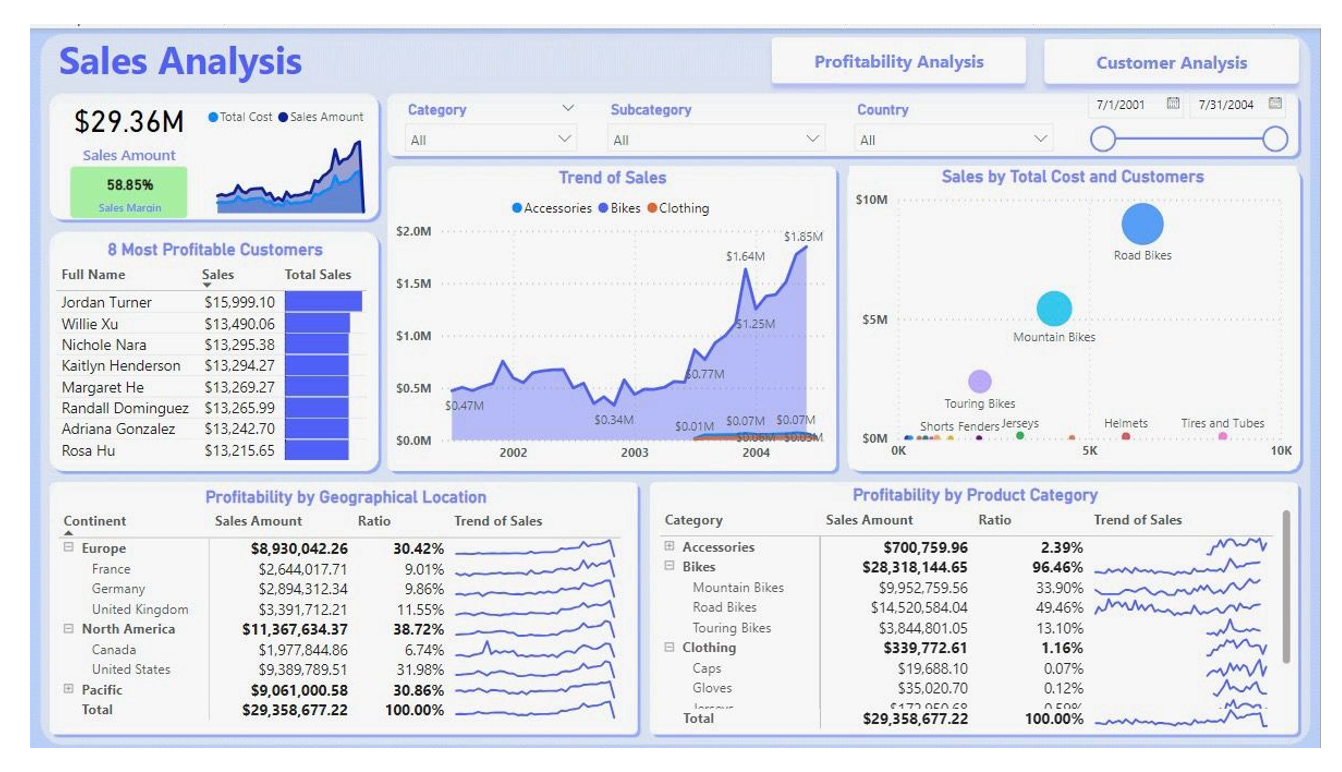 Sales Analysis
Profitability Analysis
Customer Analysis
$29.36M
Sales Amount
58.85%
Sales Margin
Total Cost Sales Amount
Category
All
Subcategory
All
Country
All
7/1/2001 7/31/2004
8 Most Profitable Customers
Full Name Sales Total Sales
Jordan Turner $15,999.10
Willie Xu $13,490.06
Nichole Nara $13,295.38
Kaitlyn Henderson $13,294.27
Margaret He $13,269.27
Randall Dominguez $13,265.99
Adriana Gonzalez $13,242.70
Rosa Hu $13,215.65
Trend of Sales
Accessories Bikes Clothing
$2.0M
$1.5M
$1.0M
$0.5M
$0.0M
$1.85M
$1.64M
$1.25M
$0.77M
$0.47M
$0.34M
$0.01M $0.07M $0.07M
2002 2003 2004
Sales by Total Cost and Customers
$10M
$5M
$0M
Road Bikes
Mountain Bikes
Touring Bikes
Shorts Fenders Jerseys Helmets Tires and Tubes
0K 5K 10K
Profitability by Geographical Location
Continent Sales Amount Ratio Trend of Sales
Europe $8,930,042.26 30.42%
France $2,644,017.71 9.01%
Germany $2,894,312.34 9.86%
United Kingdom $3,391,712.21 11.55%
North America $11,367,634.37 38.72%
Canada $1,977,844.86 6.74%
United States $9,389,789.51 31.98%
Pacific $9,061,000.58 30.86%
Total $29,358,677.22 100.00%
Profitability by Product Category
Category Sales Amount Ratio Trend of Sales
Accessories $700,759.96 2.39%
Bikes $28,318,144.65 96.46%
Mountain Bikes $9,952,759.56 33.90%
Road Bikes $14,520,584.04 49.46%
Touring Bikes $3,844,801.05 13.10%
Clothing $339,772.61 1.16%
Caps $19,688.10 0.07%
Gloves $35,020.70 0.12%
Total $29,358,677.22 100.00%